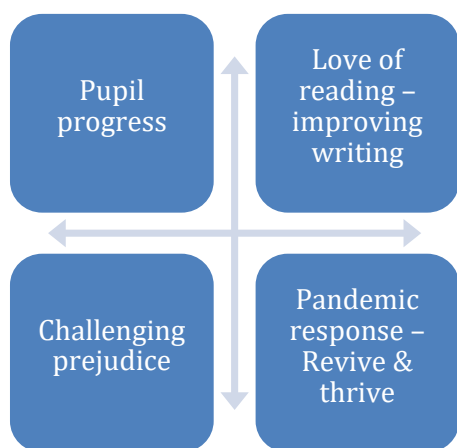 Pupil
progress
Love of
reading –
improving
writing
Challenging
prejudice
Pandemic
response –
Revive &
thrive